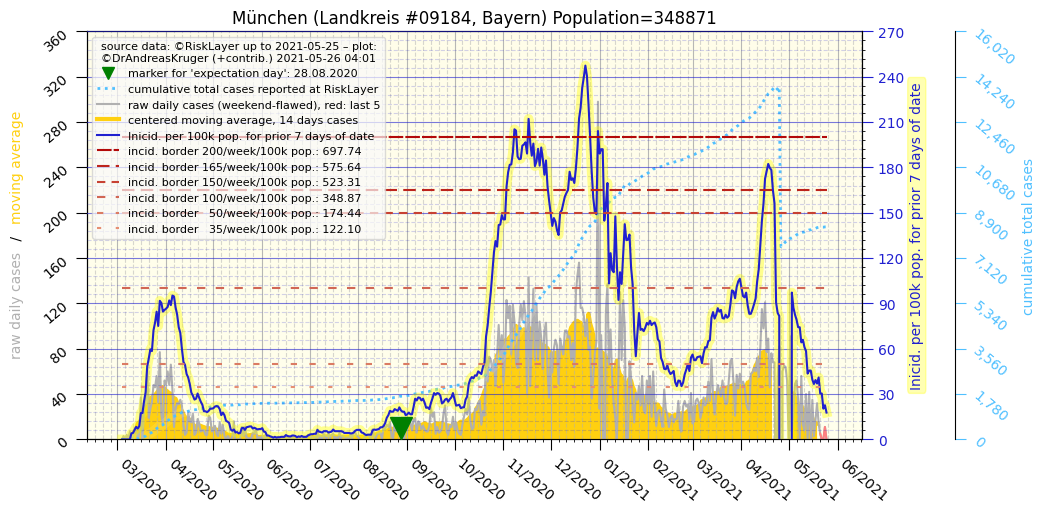 München (Landkreis #09184, Bayern) Population=348871
source data: ©RiskLayer up to 2021-05-25 – plot:
©DrAndreasKruger (+contrib.) 2021-05-26 04:01
marker for 'expectation day': 28.08.2020
cumulative total cases reported at RiskLayer
raw daily cases (weekend-flawed), red: last 5
centered moving average, 14 days cases
Inicid. per 100k pop. for prior 7 days of date
incid. border 200/week/100k pop.: 697.74
incid. border 165/week/100k pop.: 575.64
incid. border 150/week/100k pop.: 523.31
incid. border 100/week/100k pop.: 348.87
incid. border 50/week/100k pop.: 174.44
incid. border 35/week/100k pop.: 122.10
raw daily cases / moving average
360
320
280
240
200
160
120
80
40
0
03/2020
04/2020
05/2020
06/2020
07/2020
08/2020
09/2020
10/2020
11/2020
12/2020
01/2021
02/2021
03/2021
04/2021
05/2021
06/2021
270
240
210
180
150
120
90
60
30
0
Inicid. per 100k pop. for prior 7 days of date
16,020
14,240
12,460
10,680
8,900
7,120
5,340
3,560
1,780
0
cumulative total cases